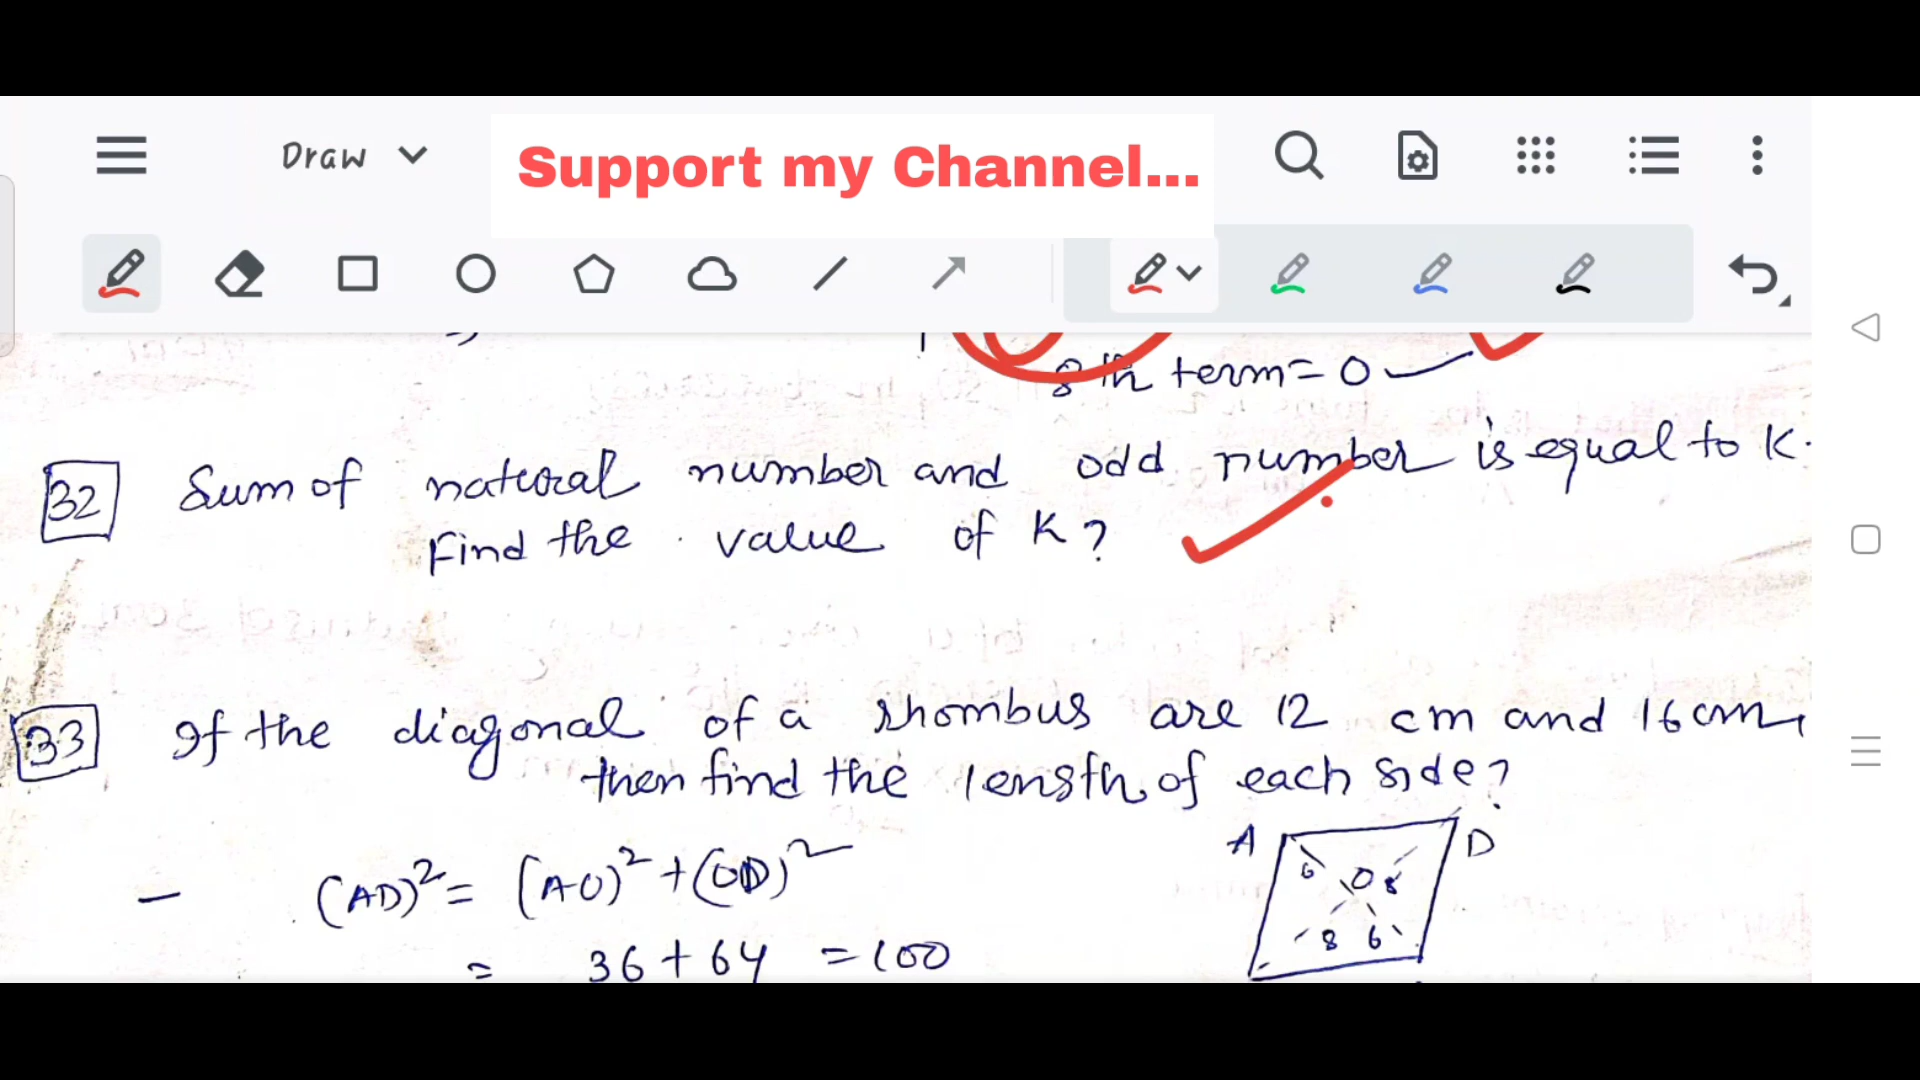 Draw
Support my Channel...
8th term = 0
32 Sum of natural number and odd number is equal to K.
Find the value of K?
33 If the diagonal of a rhombus are 12 cm and 16 cm,
then find the length of each side?
A D
6 O 8
8 6
- (AD)² = (AO)² + (OD)²
= 36 + 64 = 100